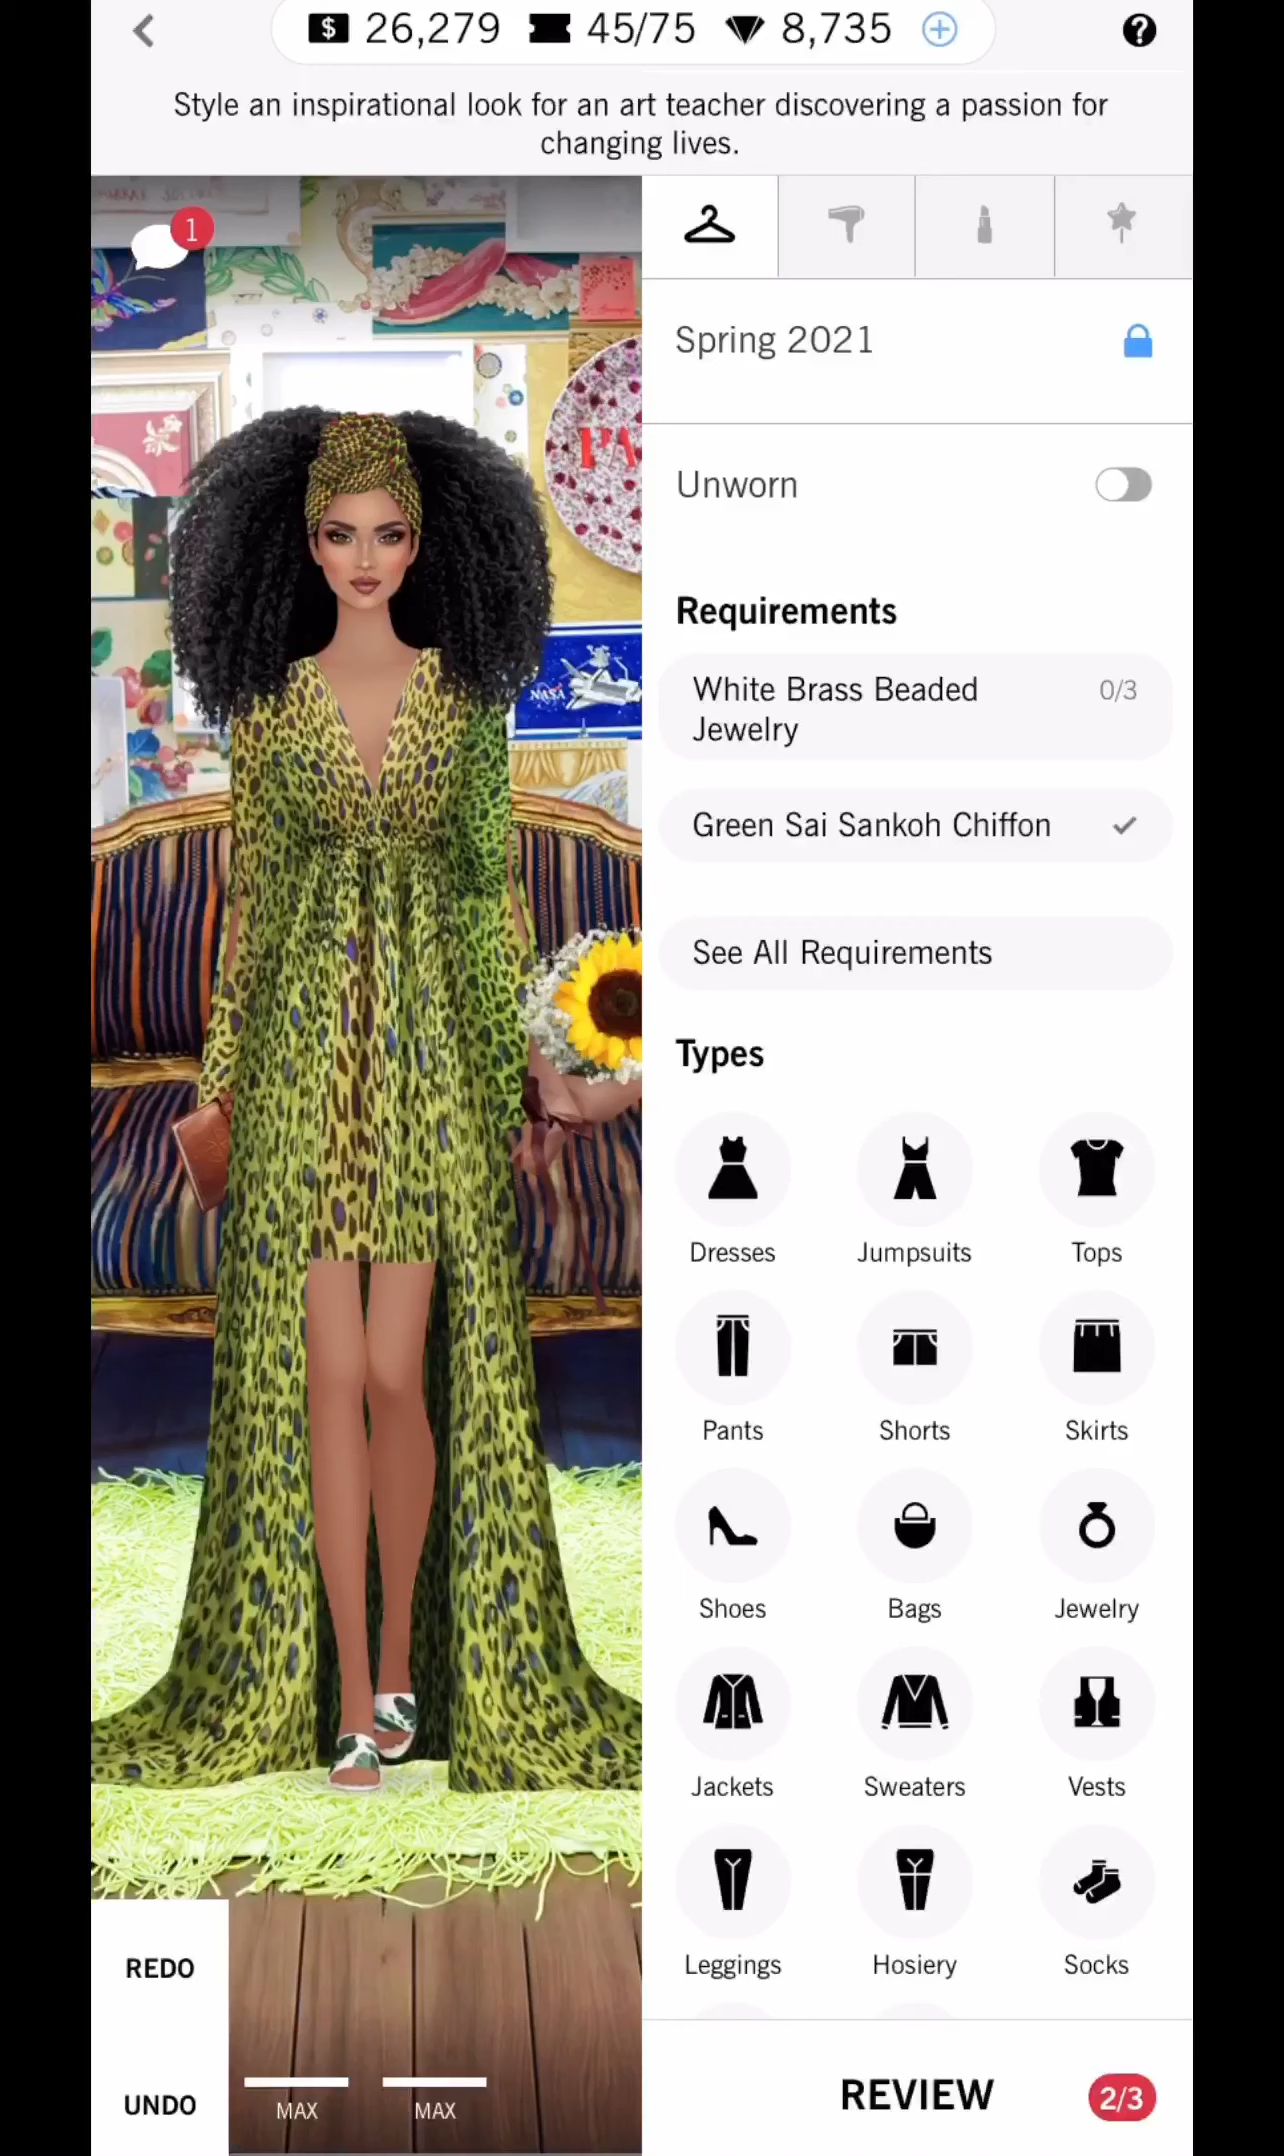 $ 26,279 45/75 8,735 + ?
Style an inspirational look for an art teacher discovering a passion for
changing lives.
1
Spring 2021
Unworn
NASA
Requirements
White Brass Beaded 0/3
Jewelry
Green Sai Sankoh Chiffon
See All Requirements
Types
Dresses Jumpsuits Tops
Pants Shorts Skirts
Shoes Bags Jewelry
Jackets Sweaters Vests
Leggings Hosiery Socks
REDO
UNDO
MAX MAX
REVIEW 2/3